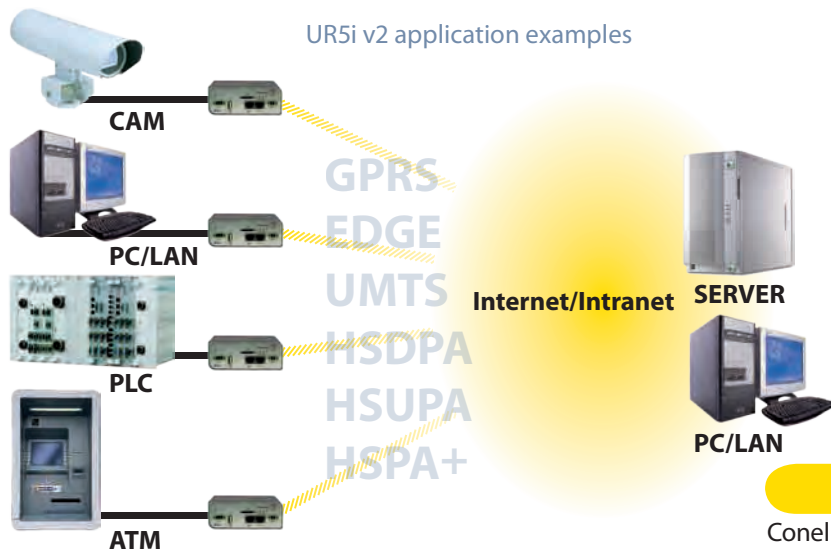 UR5i v2 application examples
CAM
PC/LAN
PLC
ATM
GPRS
EDGE
UMTS
HSDPA
HSUPA
HSPA+
Internet/Intranet
SERVER
PC/LAN
Conel